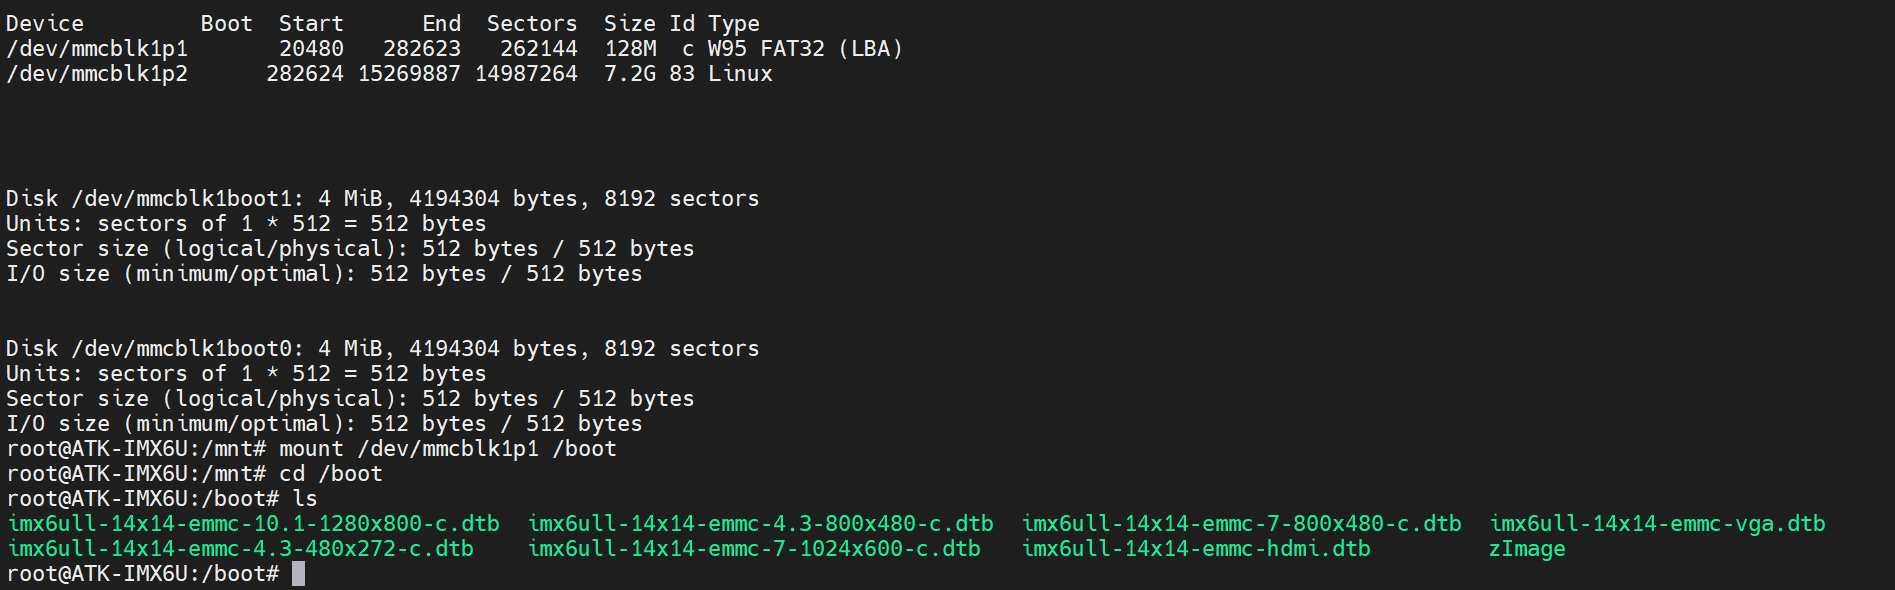 Device         Boot  Start      End  Sectors  Size Id Type
/dev/mmcblk1p1       20480   282623   262144  128M  c W95 FAT32 (LBA)
/dev/mmcblk1p2      282624 15269887 14987264  7.2G 83 Linux
Disk /dev/mmcblk1boot1: 4 MiB, 4194304 bytes, 8192 sectors
Units: sectors of 1 * 512 = 512 bytes
Sector size (logical/physical): 512 bytes / 512 bytes
I/O size (minimum/optimal): 512 bytes / 512 bytes
Disk /dev/mmcblk1boot0: 4 MiB, 4194304 bytes, 8192 sectors
Units: sectors of 1 * 512 = 512 bytes
Sector size (logical/physical): 512 bytes / 512 bytes
I/O size (minimum/optimal): 512 bytes / 512 bytes
root@ATK-IMX6U:/mnt# mount /dev/mmcblk1p1 /boot
root@ATK-IMX6U:/mnt# cd /boot
root@ATK-IMX6U:/boot# ls
imx6ull-14x14-emmc-10.1-1280x800-c.dtb  imx6ull-14x14-emmc-4.3-800x480-c.dtb  imx6ull-14x14-emmc-7-800x480-c.dtb  imx6ull-14x14-emmc-vga.dtb
imx6ull-14x14-emmc-4.3-480x272-c.dtb    imx6ull-14x14-emmc-7-1024x600-c.dtb   imx6ull-14x14-emmc-hdmi.dtb         zImage
root@ATK-IMX6U:/boot#